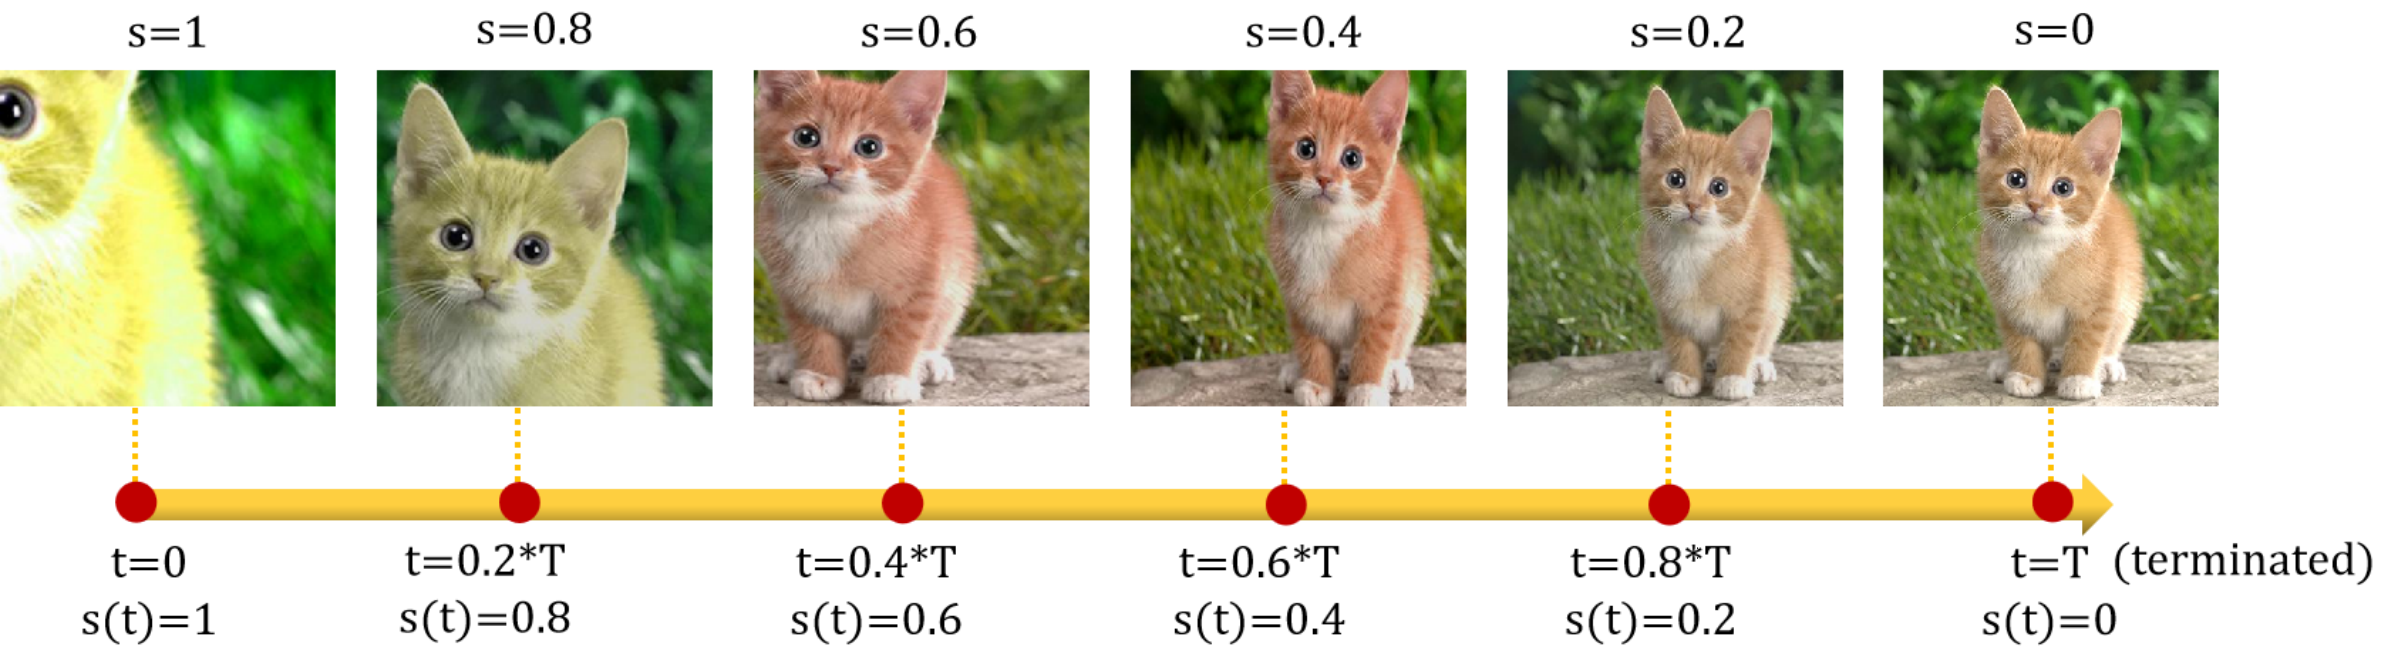 s=1 s=0.8 s=0.6 s=0.4 s=0.2 s=0
t=0 t=0.2*T t=0.4*T t=0.6*T t=0.8*T t=T (terminated)
s(t)=1 s(t)=0.8 s(t)=0.6 s(t)=0.4 s(t)=0.2 s(t)=0